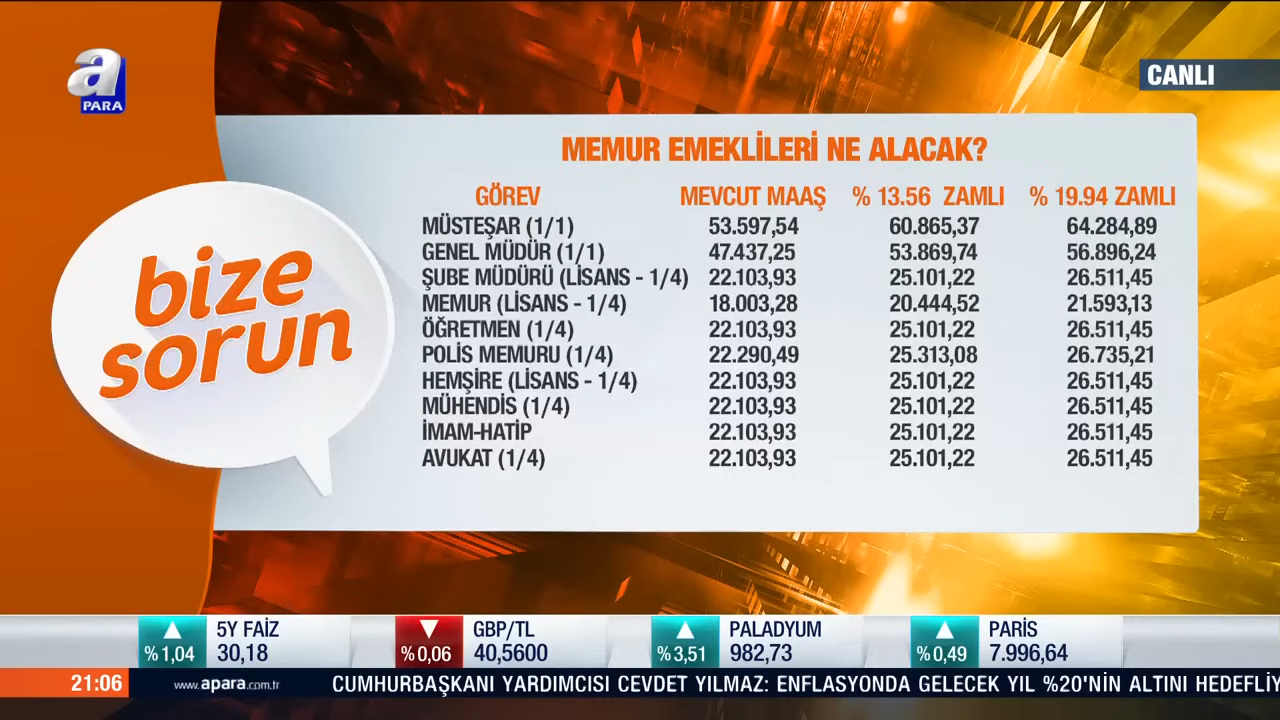 a
PARA
CANLI
MEMUR EMEKLİLERİ NE ALACAK?
GÖREV MEVCUT MAAŞ % 13.56 ZAMLI % 19.94 ZAMLI
MÜSTEŞAR (1/1) 53.597,54 60.865,37 64.284,89
GENEL MÜDÜR (1/1) 47.437,25 53.869,74 56.896,24
ŞUBE MÜDÜRÜ (LİSANS - 1/4) 22.103,93 25.101,22 26.511,45
MEMUR (LİSANS - 1/4) 18.003,28 20.444,52 21.593,13
ÖĞRETMEN (1/4) 22.103,93 25.101,22 26.511,45
POLİS MEMURU (1/4) 22.290,49 25.313,08 26.735,21
HEMŞİRE (LİSANS - 1/4) 22.103,93 25.101,22 26.511,45
MÜHENDİS (1/4) 22.103,93 25.101,22 26.511,45
İMAM-HATİP 22.103,93 25.101,22 26.511,45
AVUKAT (1/4) 22.103,93 25.101,22 26.511,45
bize
sorun
5Y FAİZ GBP/TL PALADYUM PARİS
%1,04 30,18 %0,06 40,5600 %3,51 982,73 %0,49 7.996,64
21:06 www.apara.com.tr CUMHURBAŞKANI YARDIMCISI CEVDET YILMAZ: ENFLASYONDA GELECEK YIL %20'NİN ALTINI HEDEFLİY